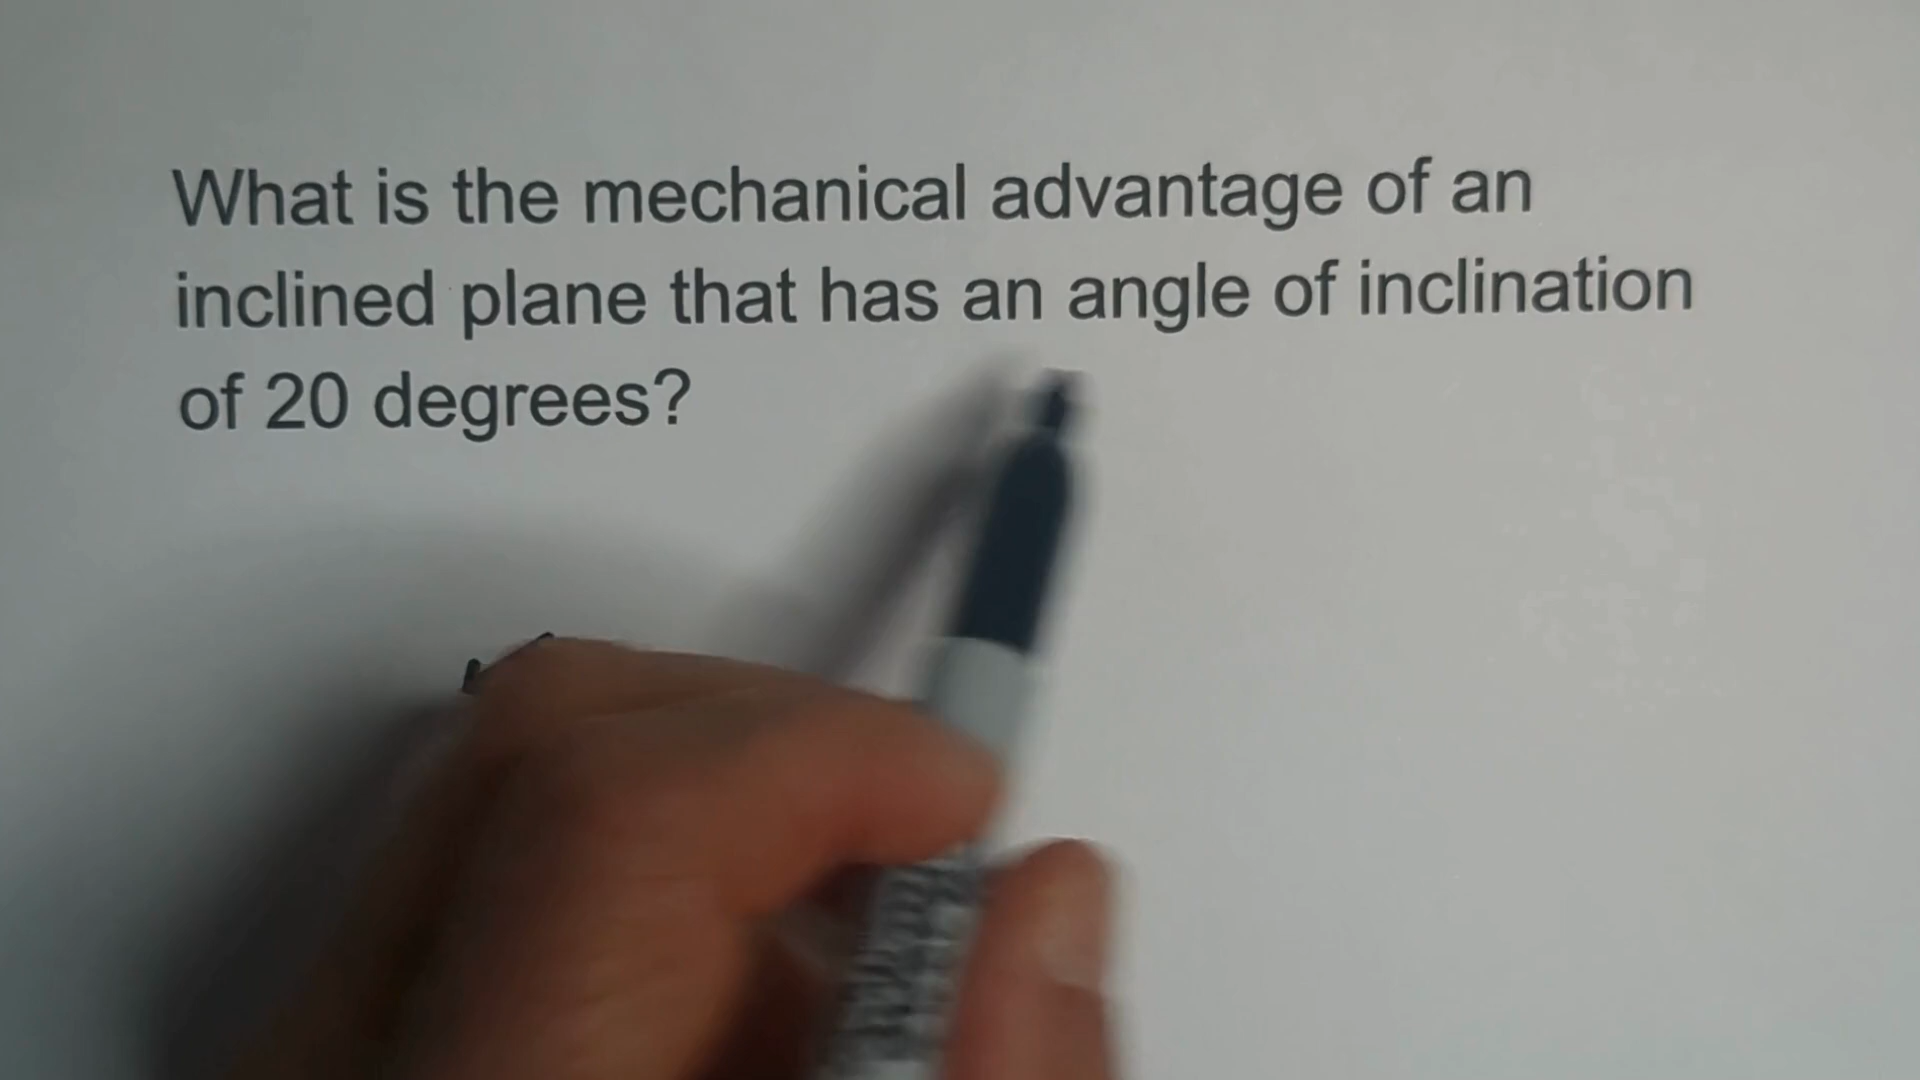 What is the mechanical advantage of an
inclined plane that has an angle of inclination
of 20 degrees?